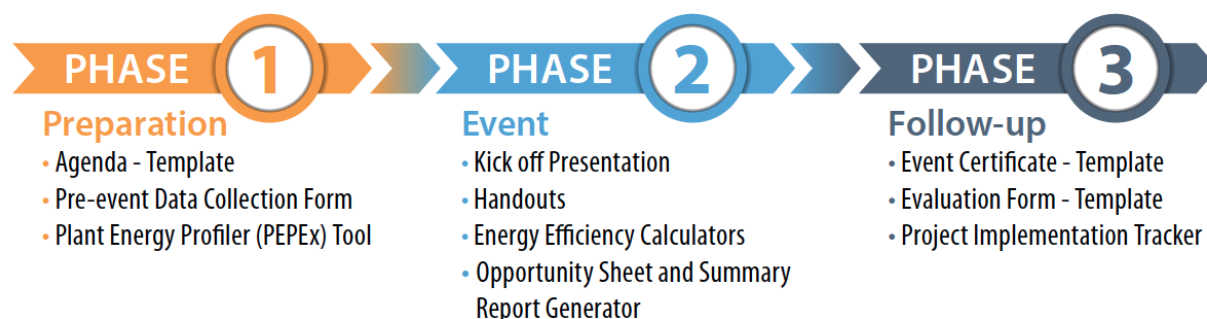 PHASE 1
Preparation
• Agenda - Template
• Pre-event Data Collection Form
• Plant Energy Profiler (PEPEx) Tool
PHASE 2
Event
• Kick off Presentation
• Handouts
• Energy Efficiency Calculators
• Opportunity Sheet and Summary
Report Generator
PHASE 3
Follow-up
• Event Certificate - Template
• Evaluation Form - Template
• Project Implementation Tracker